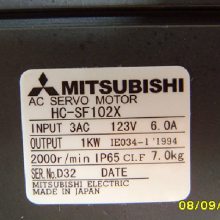 MITSUBISHI
AC SERVO MOTOR
HC-SF102X
INPUT 3AC 123V 6.0A
OUTPUT 1KW IE034-1 '1994
2000r/min IP65 CI.F 7.0kg
SER.No.D32 DATE
MITSUBISHI ELECTRIC
MADE IN JAPAN
08/09/